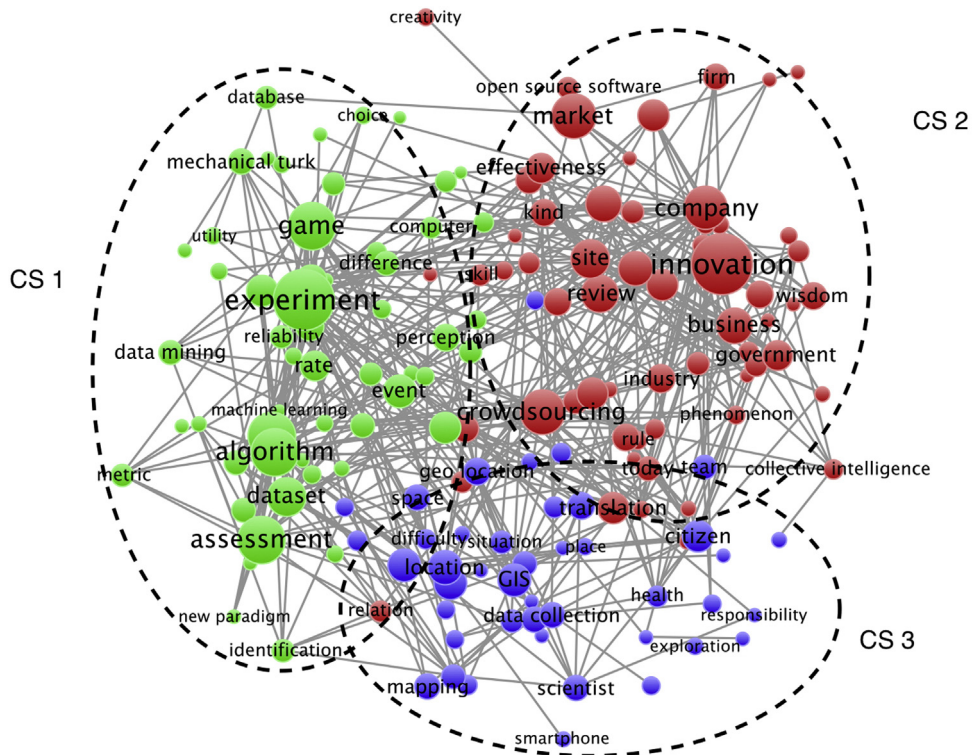 creativity
open source software
firm
database
choice
market
CS 2
mechanical turk
effectiveness
game
computer
kind
company
utility
difference
skill
site
innovation
CS 1
experiment
review
wisdom
reliability
perception
business
data mining
rate
government
event
industry
machine learning
crowdsourcing
phenomenon
algorithm
rule
metric
geo location
today
team
collective intelligence
dataset
space
translation
assessment
difficulty
situation
place
citizen
location
GIS
new paradigm
relation
data collection
health
responsibility
identification
exploration
CS 3
mapping
scientist
smartphone